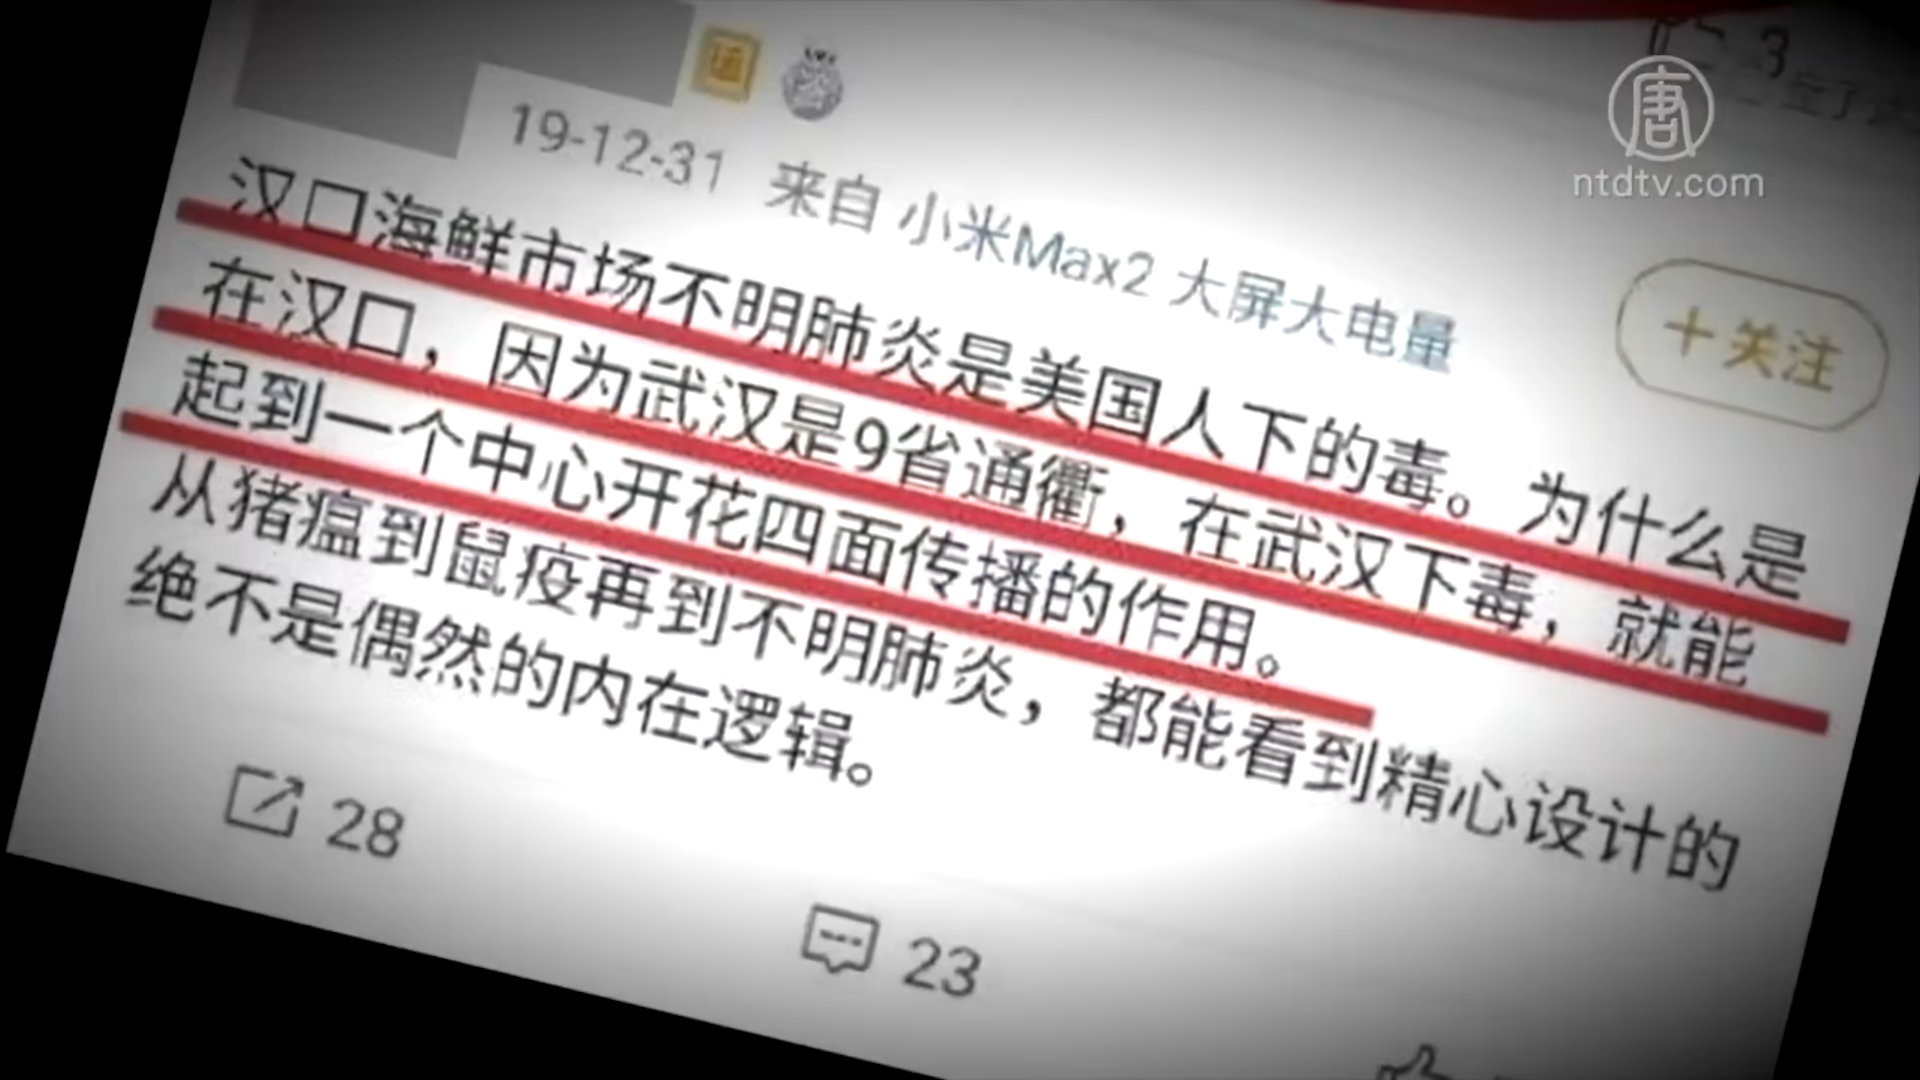 3
唐
ntdtv.com
19-12-31 来自 小米Max2 大屏大电量
+关注
汉口海鲜市场不明肺炎是美国人下的毒。为什么是
在汉口，因为武汉是9省通衢，在武汉下毒，就能
起到一个中心开花四面传播的作用。
从猪瘟到鼠疫再到不明肺炎，都能看到精心设计的
绝不是偶然的内在逻辑。
28
23